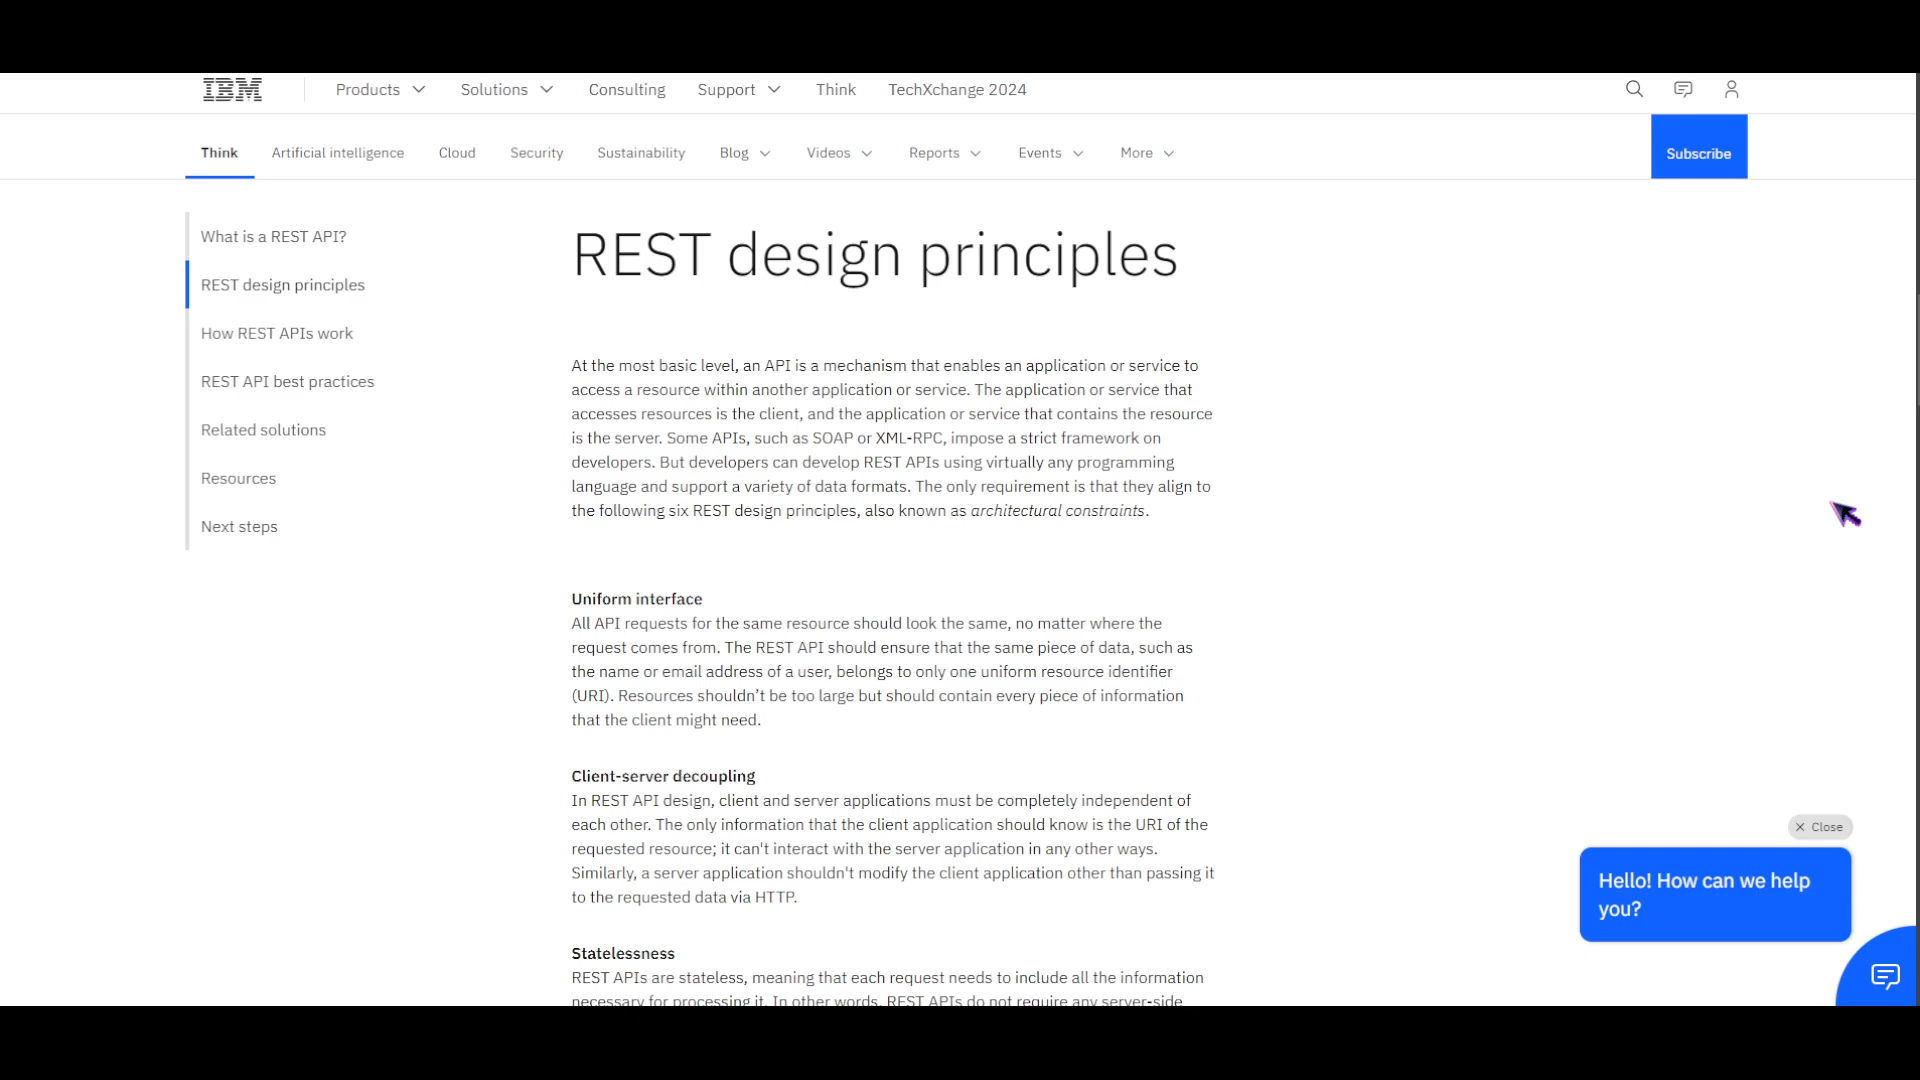 IBM
Products
Solutions
Consulting
Support
Think
TechXchange 2024
Think
Artificial intelligence
Cloud
Security
Sustainability
Blog
Videos
Reports
Events
More
Subscribe
What is a REST API?
REST design principles
How REST APIs work
REST API best practices
Related solutions
Resources
Next steps
REST design principles
At the most basic level, an API is a mechanism that enables an application or service to
access a resource within another application or service. The application or service that
accesses resources is the client, and the application or service that contains the resource
is the server. Some APIs, such as SOAP or XML-RPC, impose a strict framework on
developers. But developers can develop REST APIs using virtually any programming
language and support a variety of data formats. The only requirement is that they align to
the following six REST design principles, also known as architectural constraints.
Uniform interface
All API requests for the same resource should look the same, no matter where the
request comes from. The REST API should ensure that the same piece of data, such as
the name or email address of a user, belongs to only one uniform resource identifier
(URI). Resources shouldn’t be too large but should contain every piece of information
that the client might need.
Client-server decoupling
In REST API design, client and server applications must be completely independent of
each other. The only information that the client application should know is the URI of the
requested resource; it can't interact with the server application in any other ways.
Similarly, a server application shouldn't modify the client application other than passing it
to the requested data via HTTP.
Statelessness
REST APIs are stateless, meaning that each request needs to include all the information
necessary for processing it. In other words, REST APIs do not require any server-side
Close
Hello! How can we help
you?